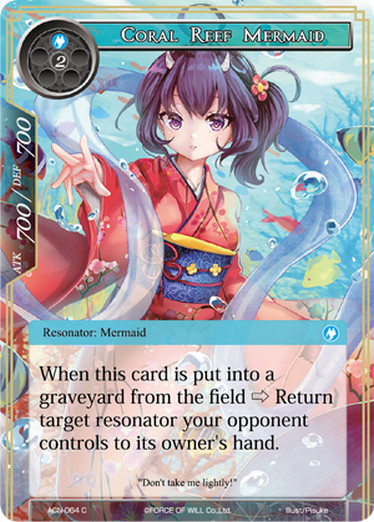 Coral Reef Mermaid
2
ATK 700 / DEF 700
Resonator: Mermaid
When this card is put into a
graveyard from the field ⇨ Return
target resonator your opponent
controls to its owner's hand.
"Don't take me lightly!"
ACN-064 C ©FORCE OF WILL Co.,Ltd. Illust/Pisuke